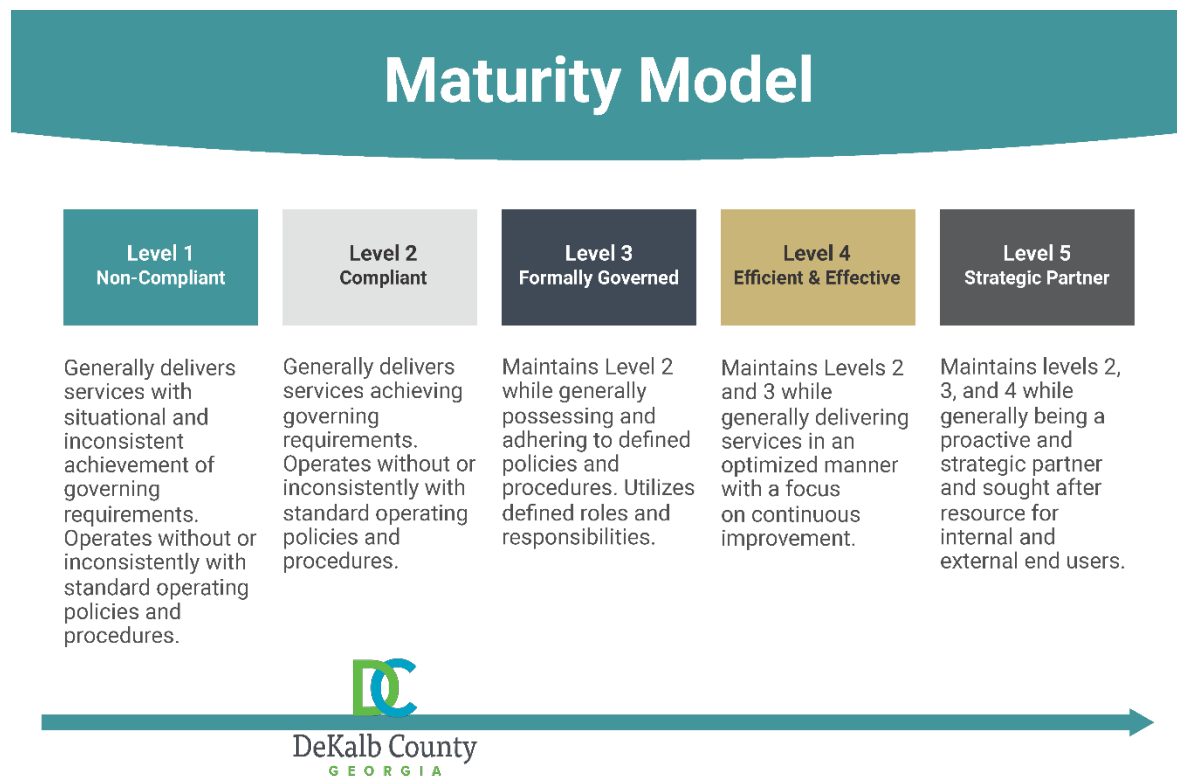 Maturity Model
Level 1
Non-Compliant
Generally delivers
services with
situational and
inconsistent
achievement of
governing
requirements.
Operates without or
inconsistently with
standard operating
policies and
procedures.
Level 2
Compliant
Generally delivers
services achieving
governing
requirements.
Operates without or
inconsistently with
standard operating
policies and
procedures.
Level 3
Formally Governed
Maintains Level 2
while generally
possessing and
adhering to defined
policies and
procedures. Utilizes
defined roles and
responsibilities.
Level 4
Efficient & Effective
Maintains Levels 2
and 3 while
generally delivering
services in an
optimized manner
with a focus
on continuous
improvement.
Level 5
Strategic Partner
Maintains levels 2,
3, and 4 while
generally being a
proactive and
strategic partner
and sought after
resource for
internal and
external end users.
DC
DeKalb County
GEORGIA